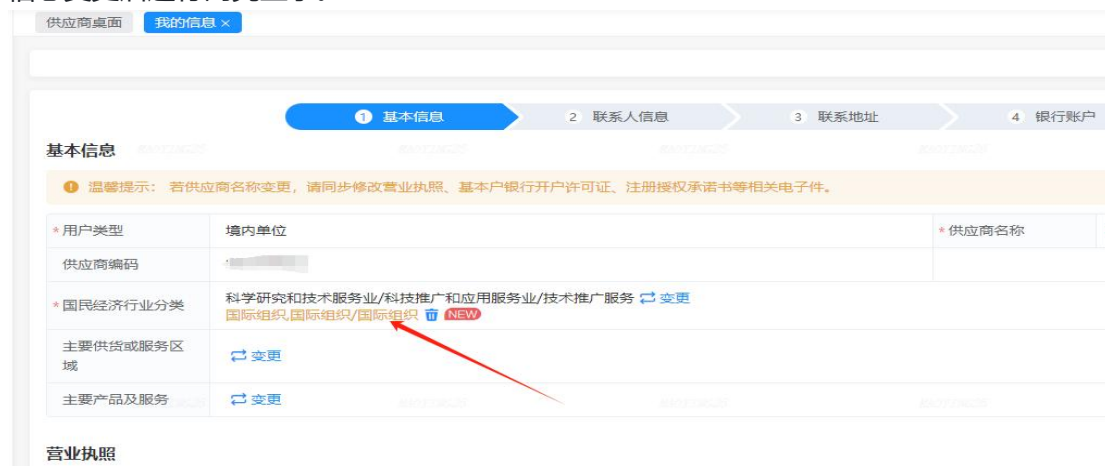 供应商桌面 我的信息 ×
1 基本信息 2 联系人信息 3 联系地址 4 银行账户
基本信息
温馨提示： 若供应商名称变更，请同步修改营业执照、基本户银行开户许可证、注册授权承诺书等相关电子件。
* 用户类型 境内单位 * 供应商名称
供应商编码
* 国民经济行业分类 科学研究和技术服务业/科技推广和应用服务业/技术推广服务 变更
国际组织,国际组织/国际组织 NEW
主要供货或服务区
域 变更
主要产品及服务 变更
营业执照